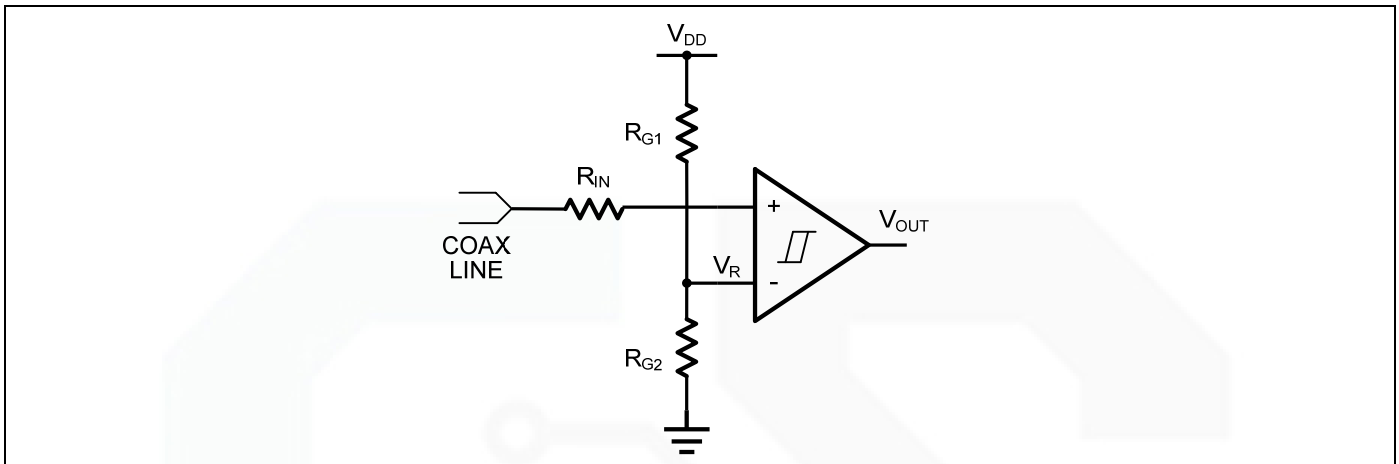 VDD
RG1
RIN
+
VOUT
COAX
LINE
VR
-
RG2